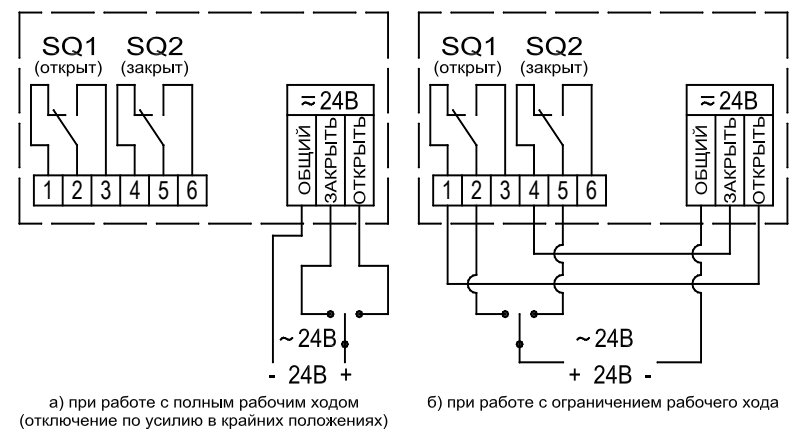 SQ1 SQ2
(открыт) (закрыт)
≂ 24В
ОБЩИЙ
ЗАКРЫТЬ
ОТКРЫТЬ
1 2 3 4 5 6
~ 24В
- 24В +
а) при работе с полным рабочим ходом
(отключение по усилию в крайних положениях)
SQ1 SQ2
(открыт) (закрыт)
≂ 24В
ОБЩИЙ
ЗАКРЫТЬ
ОТКРЫТЬ
1 2 3 4 5 6
~ 24В
+ 24В -
б) при работе с ограничением рабочего хода